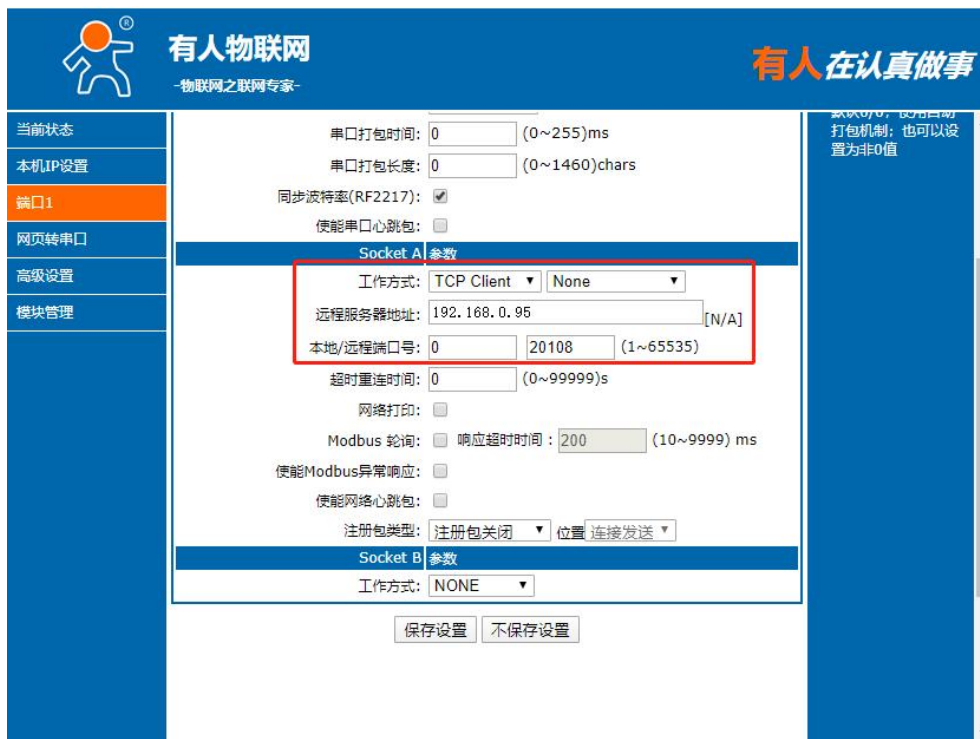 ®
有人物联网
-物联网之联网专家-
有人在认真做事
当前状态
本机IP设置
端口1
网页转串口
高级设置
模块管理
串口打包时间: 0 (0~255)ms
串口打包长度: 0 (0~1460)chars
同步波特率(RF2217):
使能串口心跳包:
Socket A 参数
工作方式: TCP Client None
远程服务器地址: 192.168.0.95 [N/A]
本地/远程端口号: 0 20108 (1~65535)
超时重连时间: 0 (0~99999)s
网络打印:
Modbus 轮询: 响应超时时间: 200 (10~9999) ms
使能Modbus异常响应:
使能网络心跳包:
注册包类型: 注册包关闭 位置 连接发送
Socket B 参数
工作方式: NONE
保存设置 不保存设置
打包机制; 也可以设
置为非0值